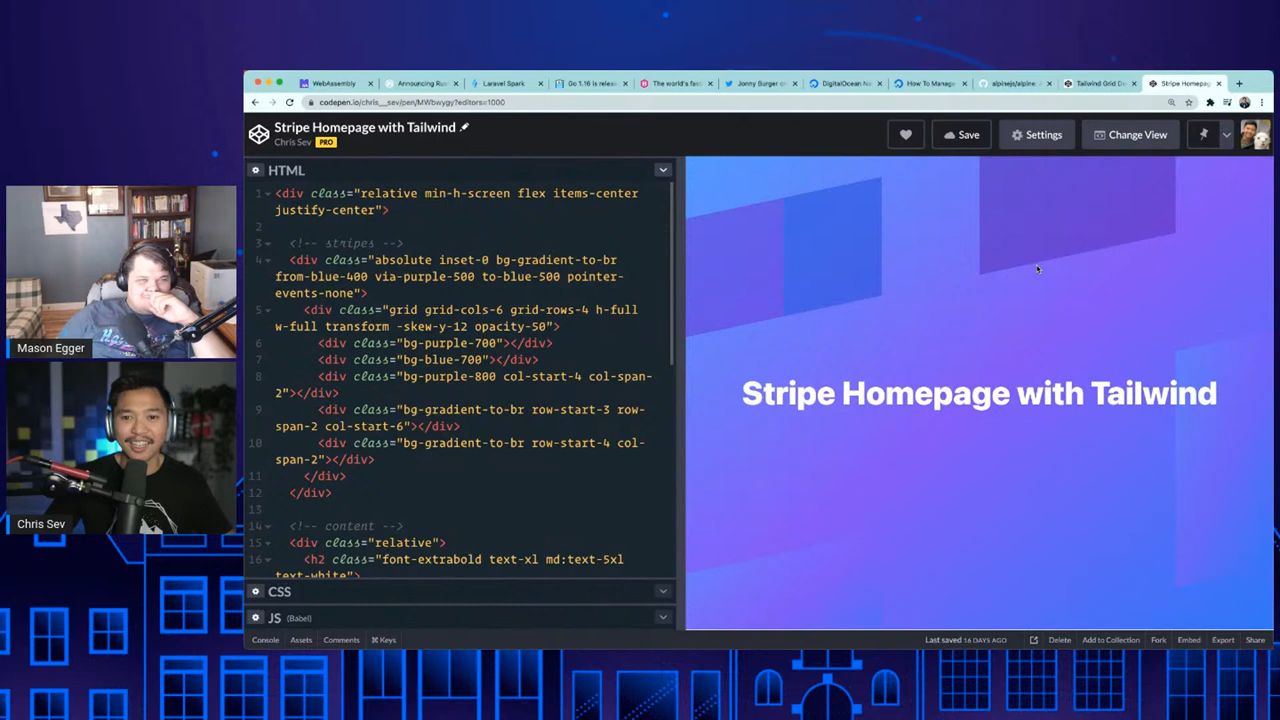 WebAssembly
Announcing Ru
Laravel Spark
Go 1.16 is releas
The world's fast
Jonny Burger on
DigitalOcean Na
How To Manage
alpinejs/alpine: A
Tailwind Grid De
Stripe Homepag
codepen.io/chris__sev/pen/MWbwygy?editors=1000
Stripe Homepage with Tailwind
Chris Sev PRO
Save
Settings
Change View
HTML
1 <div class="relative min-h-screen flex items-center
justify-center">
2
3 <!-- stripes -->
4 <div class="absolute inset-0 bg-gradient-to-br
from-blue-400 via-purple-500 to-blue-500 pointer-
events-none">
5 <div class="grid grid-cols-6 grid-rows-4 h-full
w-full transform -skew-y-12 opacity-50">
6 <div class="bg-purple-700"></div>
7 <div class="bg-blue-700"></div>
8 <div class="bg-purple-800 col-start-4 col-span-
2"></div>
9 <div class="bg-gradient-to-br row-start-3 row-
span-2 col-start-6"></div>
10 <div class="bg-gradient-to-br row-start-4 col-
span-2"></div>
11 </div>
12 </div>
13
14 <!-- content -->
15 <div class="relative">
16 <h2 class="font-extrabold text-xl md:text-5xl
text-white">
CSS
JS (Babel)
Stripe Homepage with Tailwind
Console
Assets
Comments
⌘ Keys
Last saved 16 DAYS AGO
Delete
Add to Collection
Fork
Embed
Export
Share
Mason Egger
Chris Sev